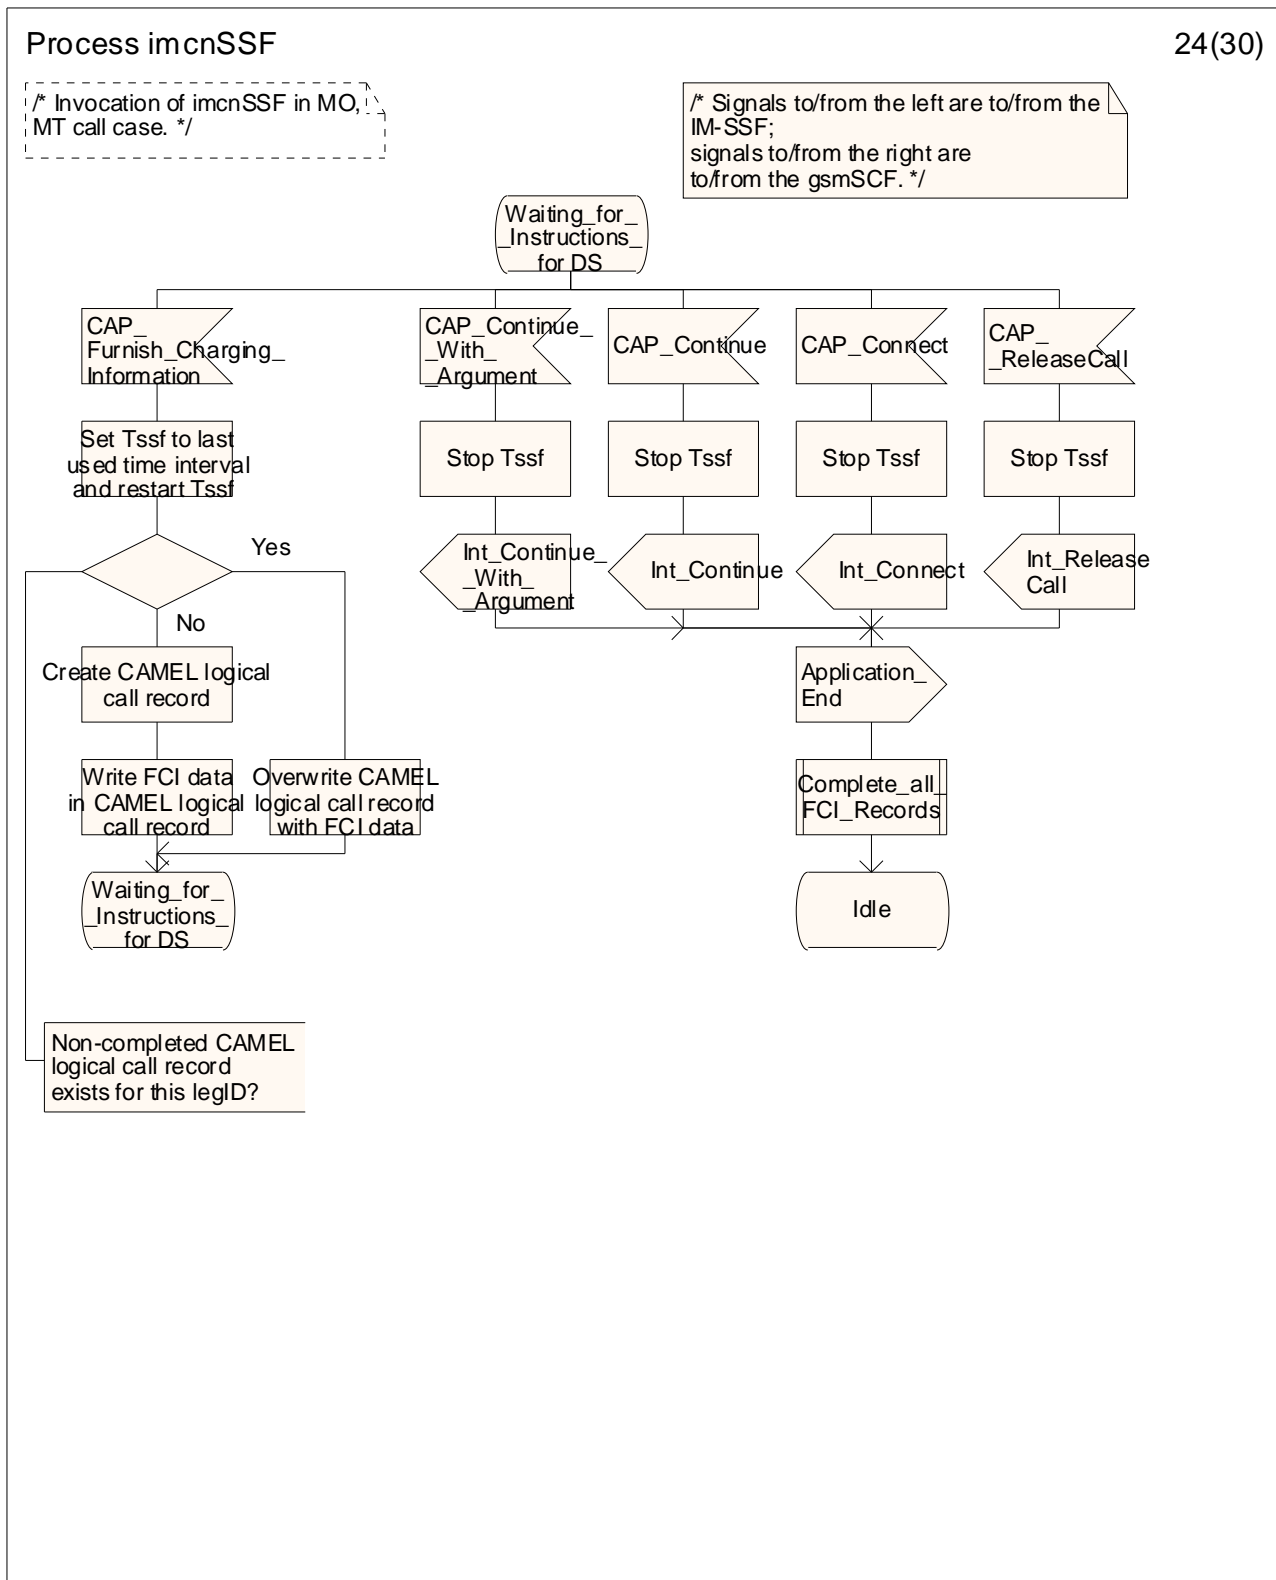 Process imcnSSF
24(30)
/* Invocation of imcnSSF in MO,
MT call case. */
/* Signals to/from the left are to/from the
IM-SSF;
signals to/from the right are
to/from the gsmSCF. */
Waiting_for_
_Instructions_
for DS
CAP_
Furnish_Charging_
Information
CAP_Continue_
_With_
_Argument
CAP_Continue
CAP_Connect
CAP_
_ReleaseCall
Set Tssf to last
used time interval
and restart Tssf
Stop Tssf
Stop Tssf
Stop Tssf
Stop Tssf
Yes
No
Int_Continue_
_With_
_Argument
Int_Continue
Int_Connect
Int_Release
Call
Create CAMEL logical
call record
Application_
End
Write FCI data
in CAMEL logical
call record
Overwrite CAMEL
logical call record
with FCI data
Complete_all_
FCI_Records
Waiting_for_
_Instructions_
for DS
Idle
Non-completed CAMEL
logical call record
exists for this legID?